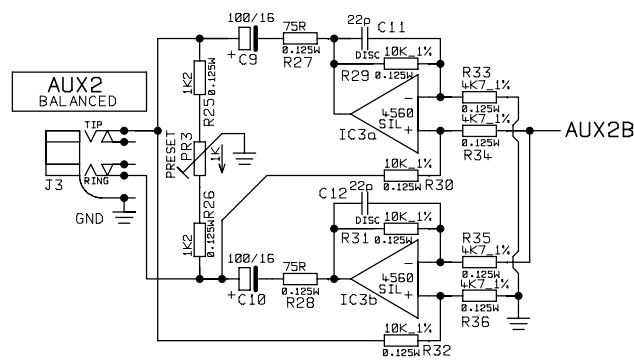 100/16
+
C9
75R
R27
0.125W
22p
C11
DISC
10K_1%
R29
0.125W
1K2
0.125W
R25
AUX2
BALANCED
TIP
RING
J3
GND
PRESET
PR3
1K
4560
SIL
IC3a
-
+
R33
4K7_1%
0.125W
4K7_1%
0.125W
R34
AUX2B
10K_1%
0.125W
R30
1K2
0.125W
R26
C12
22p
DISC
10K_1%
R31
0.125W
100/16
+
C10
75R
0.125W
R28
4560
SIL
IC3b
-
+
R35
4K7_1%
0.125W
4K7_1%
0.125W
R36
10K_1%
0.125W
R32